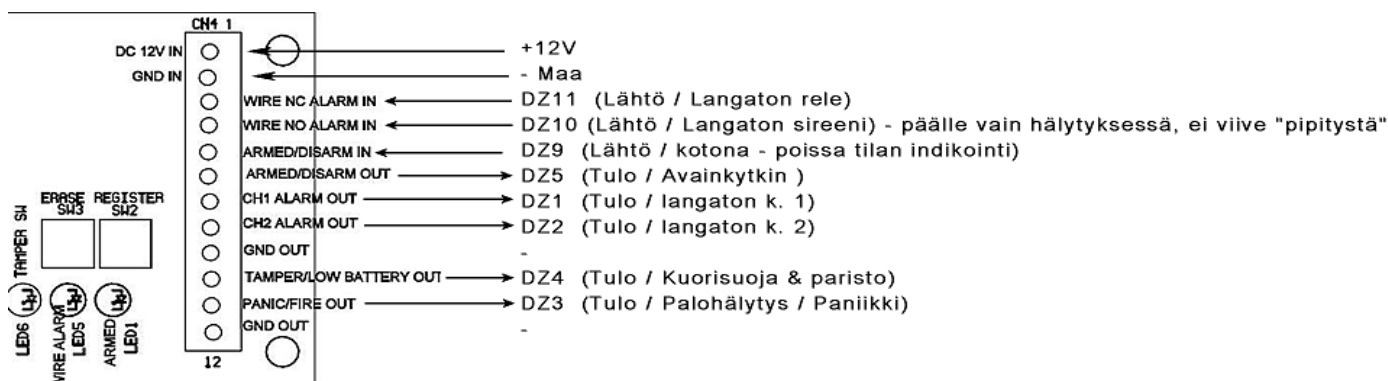 CN4 1
DC 12V IN +12V
GND IN - Maa
WIRE NC ALARM IN DZ11 (Lähtö / Langaton rele)
WIRE NO ALARM IN DZ10 (Lähtö / Langaton sireeni) - päälle vain hälytyksessä, ei viive "pipitystä"
ARMED/DISARM IN DZ9 (Lähtö / kotona - poissa tilan indikointi)
ARMED/DISARM OUT DZ5 (Tulo / Avainkytkin )
CH1 ALARM OUT DZ1 (Tulo / langaton k. 1)
CH2 ALARM OUT DZ2 (Tulo / langaton k. 2)
GND OUT -
TAMPER/LOW BATTERY OUT DZ4 (Tulo / Kuorisuoja & paristo)
PANIC/FIRE OUT DZ3 (Tulo / Palohälytys / Paniikki)
GND OUT -
12
ERASE REGISTER
SW3 SW2
TAMPER SW
LED6
WIRE ALARM
LED5
ARMED
LED1